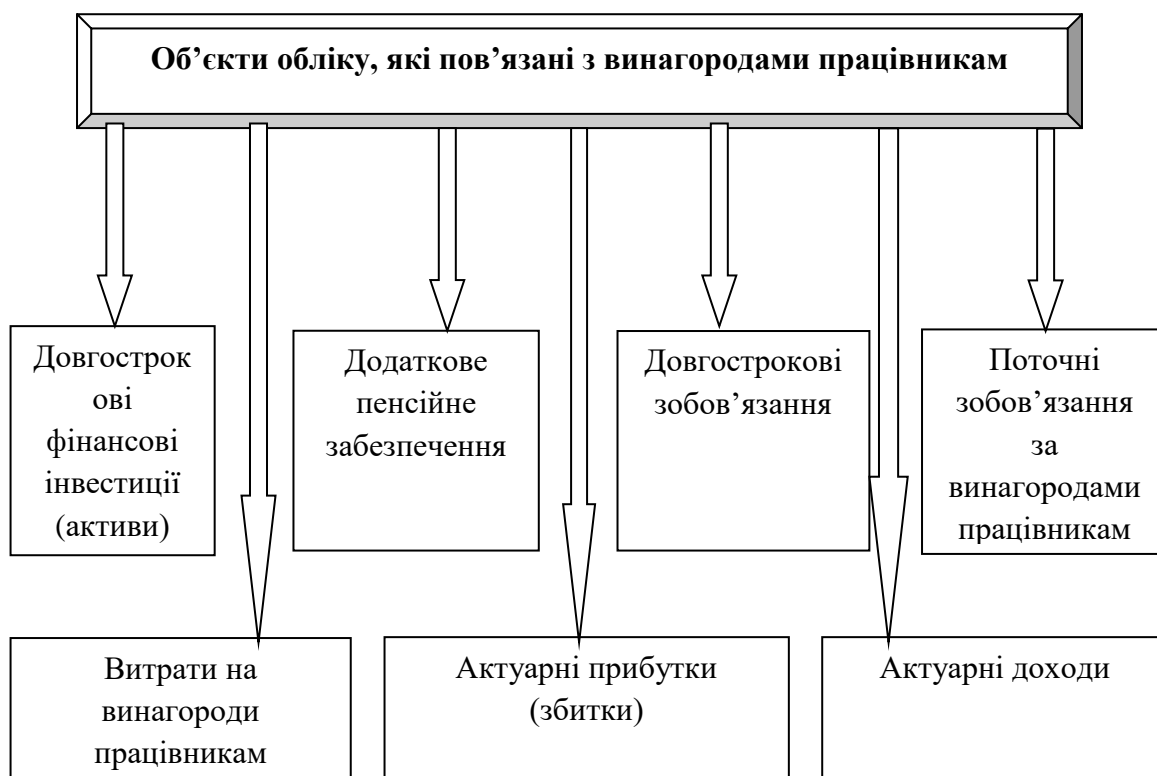 Об’єкти обліку, які пов’язані з винагородами працівникам
Довгострок
ові
фінансові
інвестиції
(активи)
Додаткове
пенсійне
забезпечення
Довгострокові
зобов’язання
Поточні
зобов’язання
за
винагородами
працівникам
Витрати на
винагороди
працівникам
Актуарні прибутки
(збитки)
Актуарні доходи